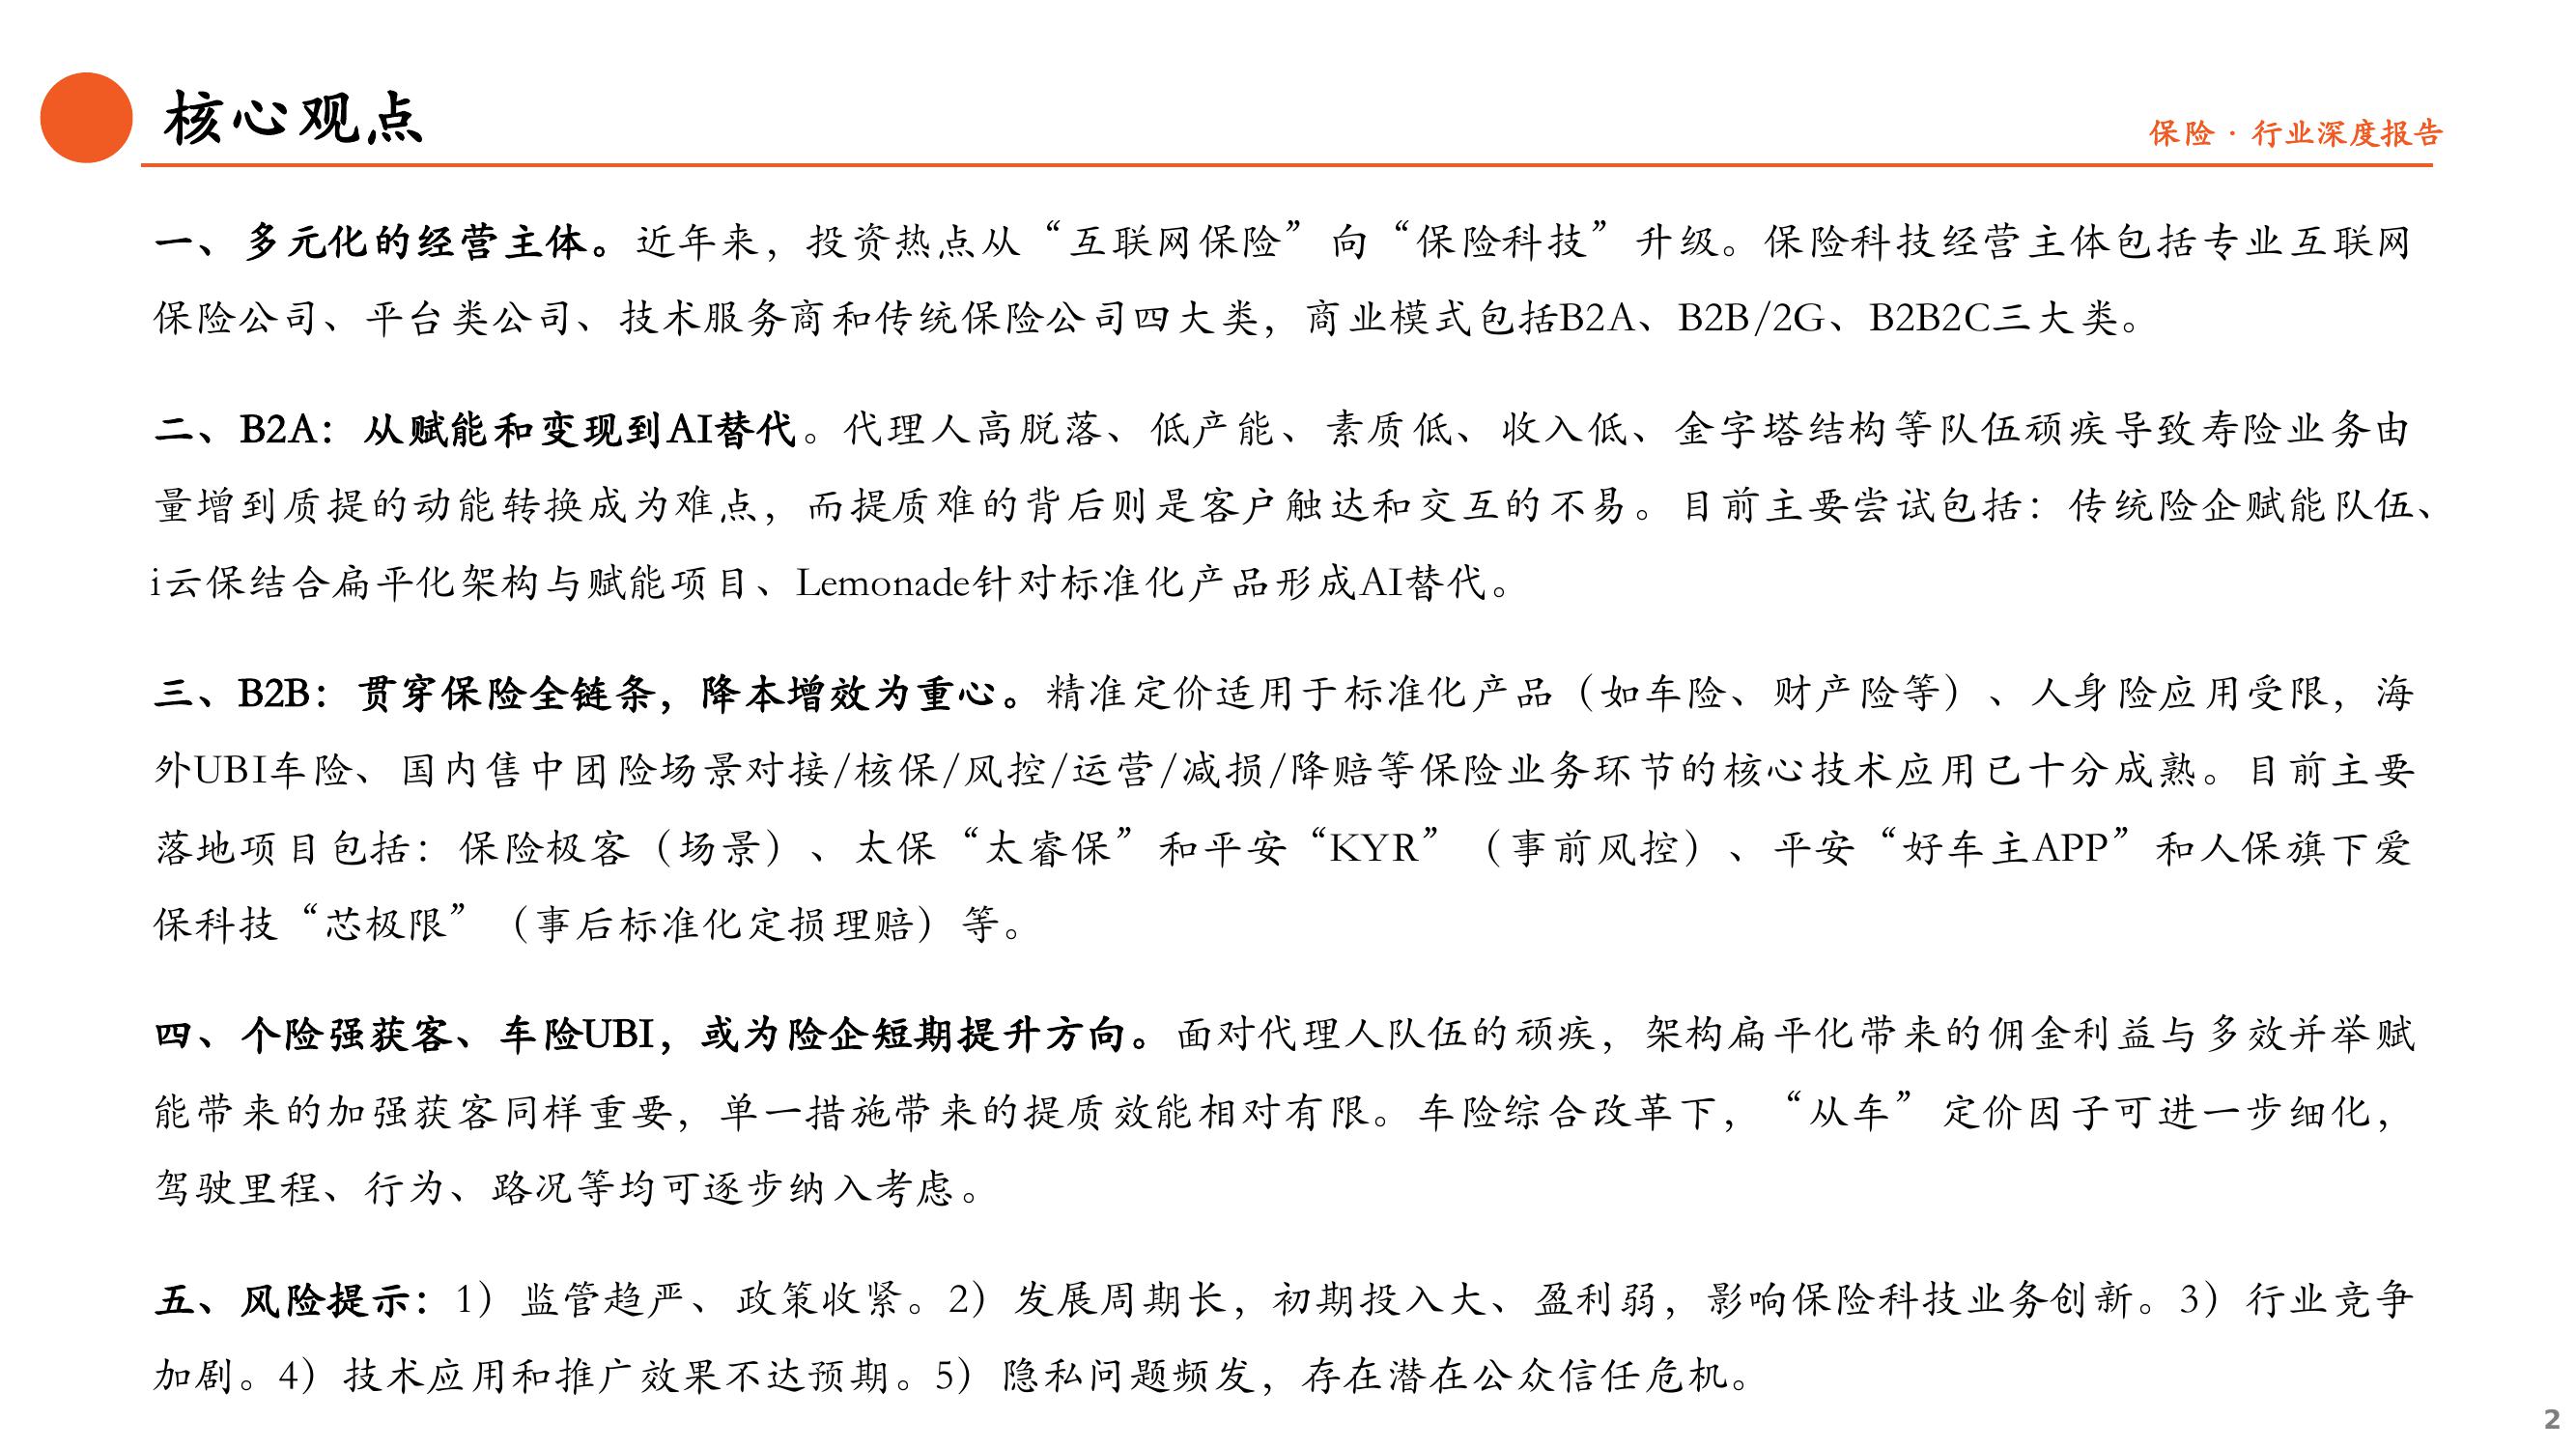 核心观点
保险 · 行业深度报告
一、多元化的经营主体。近年来，投资热点从“互联网保险”向“保险科技”升级。保险科技经营主体包括专业互联网
保险公司、平台类公司、技术服务商和传统保险公司四大类，商业模式包括B2A、B2B/2G、B2B2C三大类。
二、B2A：从赋能和变现到AI替代。代理人高脱落、低产能、素质低、收入低、金字塔结构等队伍顽疾导致寿险业务由
量增到质提的动能转换成为难点，而提质难的背后则是客户触达和交互的不易。目前主要尝试包括：传统险企赋能队伍、
i云保结合扁平化架构与赋能项目、Lemonade针对标准化产品形成AI替代。
三、B2B：贯穿保险全链条，降本增效为重心。精准定价适用于标准化产品（如车险、财产险等）、人身险应用受限，海
外UBI车险、国内售中团险场景对接/核保/风控/运营/减损/降赔等保险业务环节的核心技术应用已十分成熟。目前主要
落地项目包括：保险极客（场景）、太保“太睿保”和平安“KYR”（事前风控）、平安“好车主APP”和人保旗下爱
保科技“芯极限”（事后标准化定损理赔）等。
四、个险强获客、车险UBI，或为险企短期提升方向。面对代理人队伍的顽疾，架构扁平化带来的佣金利益与多效并举赋
能带来的加强获客同样重要，单一措施带来的提质效能相对有限。车险综合改革下，“从车”定价因子可进一步细化，
驾驶里程、行为、路况等均可逐步纳入考虑。
五、风险提示：1）监管趋严、政策收紧。2）发展周期长，初期投入大、盈利弱，影响保险科技业务创新。3）行业竞争
加剧。4）技术应用和推广效果不达预期。5）隐私问题频发，存在潜在公众信任危机。
2